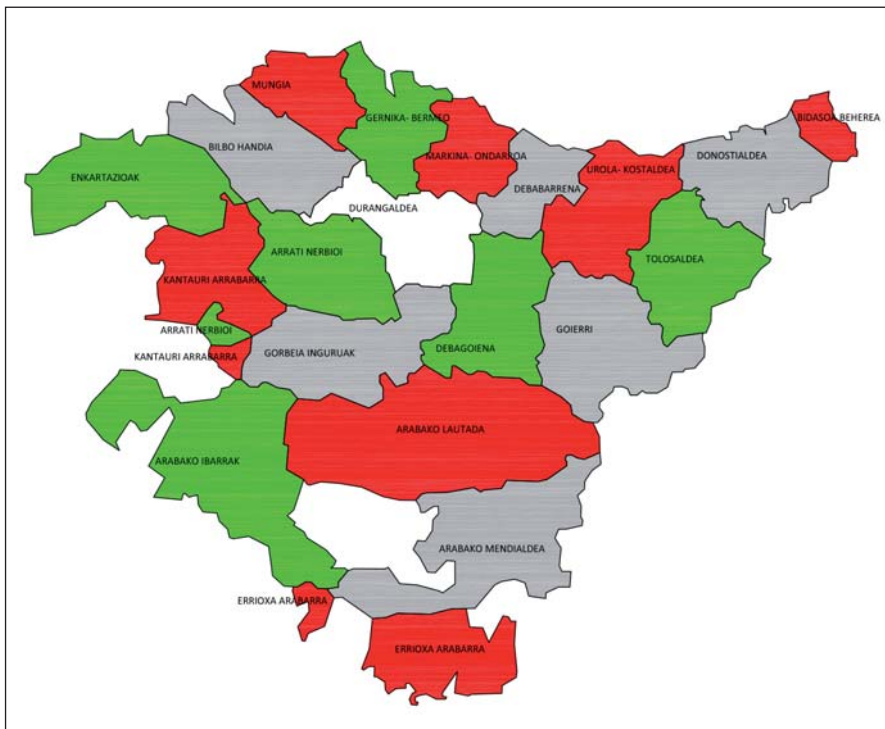 MUNGIA
BIDASOA BEHEREA
GERNIKA- BERMEO
BILBO HANDIA
MARKINA- ONDARROA
DONOSTIALDEA
UROLA- KOSTALDEA
ENKARTAZIOAK
DEBABARRENA
DURANGALDEA
ARRATI NERBIOI
TOLOSALDEA
KANTAURI ARRABARRA
ARRATI NERBIOI
GOIERRI
DEBAGOIENA
GORBEIA INGURUAK
KANTAURI ARRABARRA
ARABAKO LAUTADA
ARABAKO IBARRAK
ARABAKO MENDIALDEA
ERRIOXA ARABARRA
ERRIOXA ARABARRA